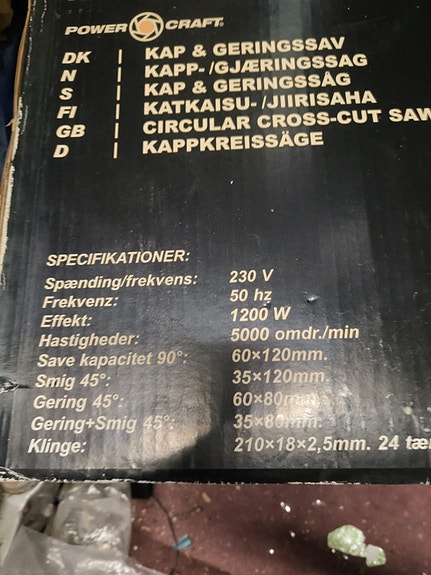 POWER CRAFT®
DK | KAP & GERINGSSAV
N | KAPP- /GJÆRINGSSAG
S | KAP & GERINGSSÅG
FI | KATKAISU- /JIIRISAHA
GB | CIRCULAR CROSS-CUT SAW
D | KAPPKREISSÄGE
SPECIFIKATIONER:
Spænding/frekvens: 230 V
Frekvenz: 50 hz
Effekt: 1200 W
Hastigheder: 5000 omdr./min
Save kapacitet 90°: 60×120mm.
Smig 45°: 35×120mm.
Gering 45°: 60×80mm.
Gering+Smig 45°: 35×80mm.
Klinge: 210×18×2,5mm. 24